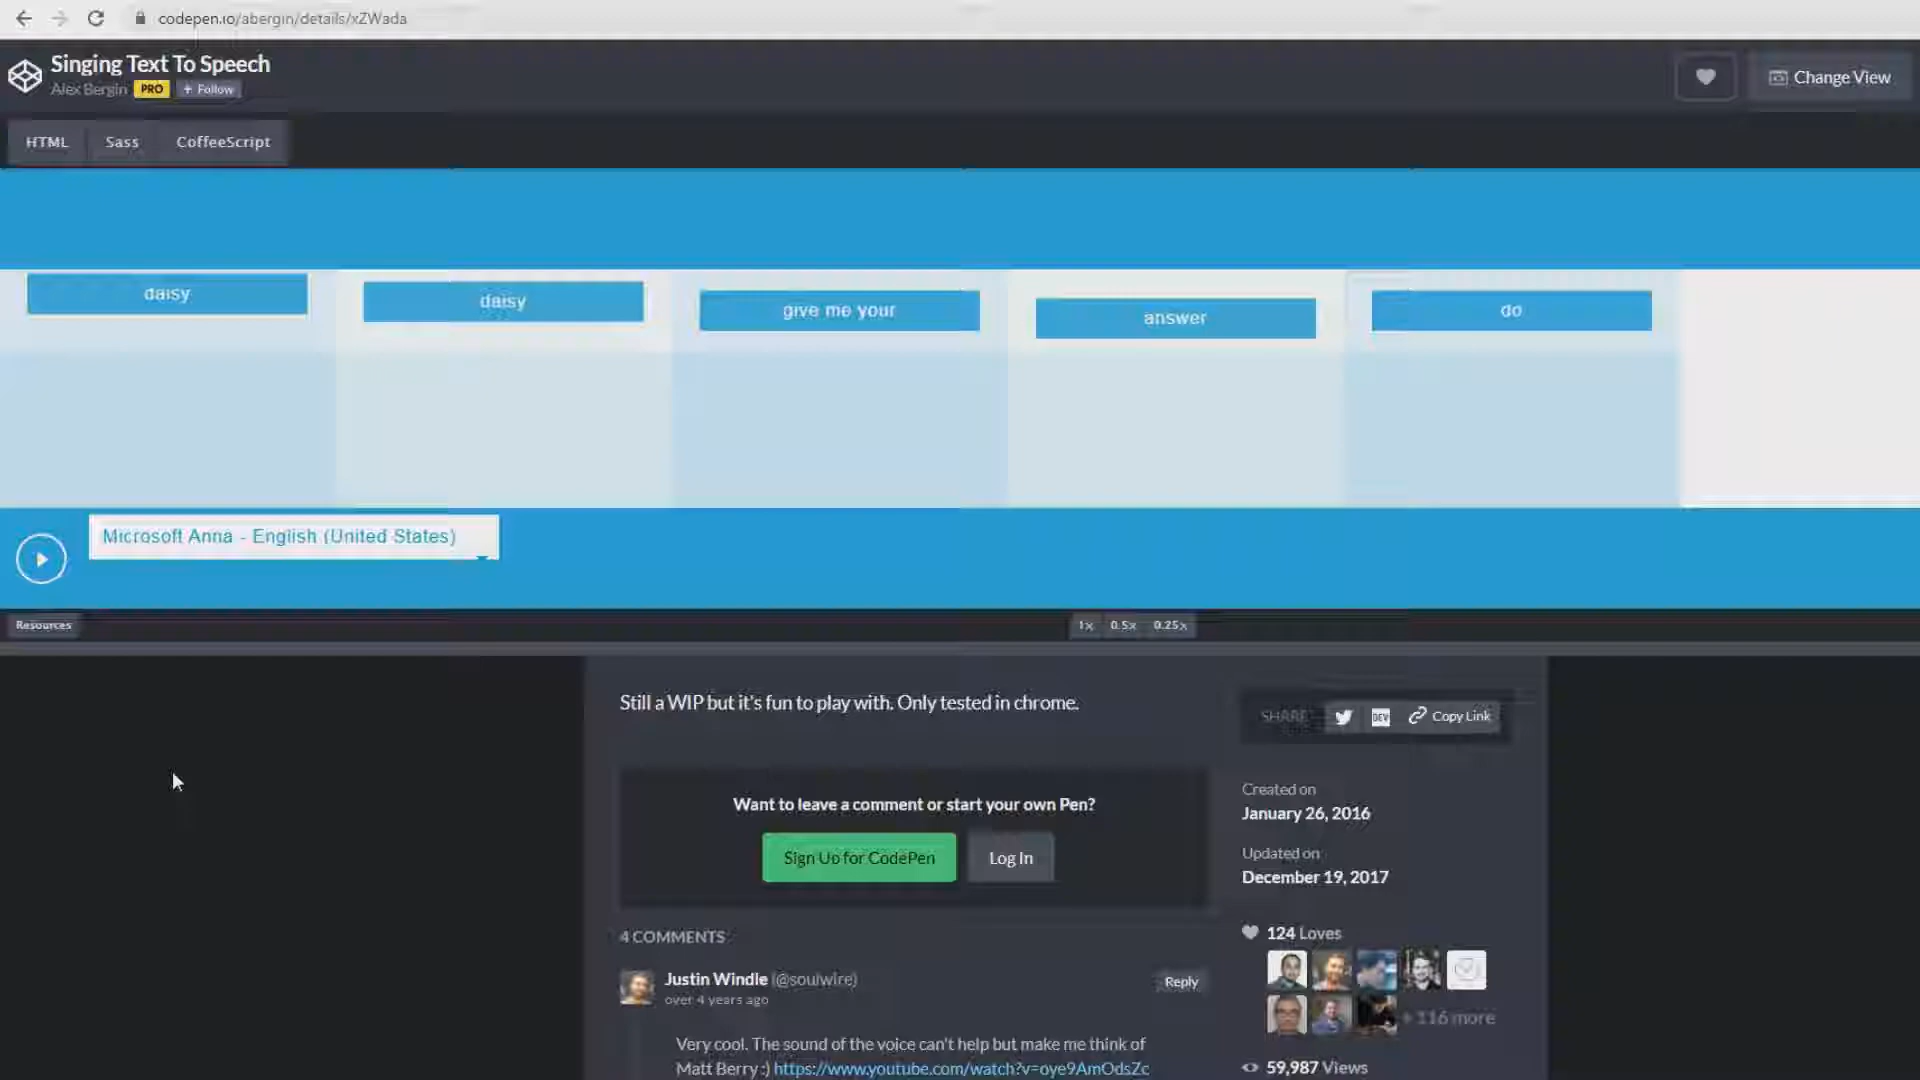 codepen.io/abergin/details/xZWada
Singing Text To Speech
Alex Bergin PRO + Follow
Change View
HTML Sass CoffeeScript
daisy daisy give me your answer do
Microsoft Anna - English (United States)
Resources 1x 0.5x 0.25x
Still a WIP but it's fun to play with. Only tested in chrome.
SHARE DEV Copy Link
Want to leave a comment or start your own Pen?
Sign Up for CodePen Log In
Created on
January 26, 2016
Updated on
December 19, 2017
124 Loves
+ 116 more
59,987 Views
4 COMMENTS
Justin Windle (@soulwire)
over 4 years ago
Reply
Very cool. The sound of the voice can't help but make me think of
Matt Berry :) https://www.youtube.com/watch?v=oye9AmOdsZc